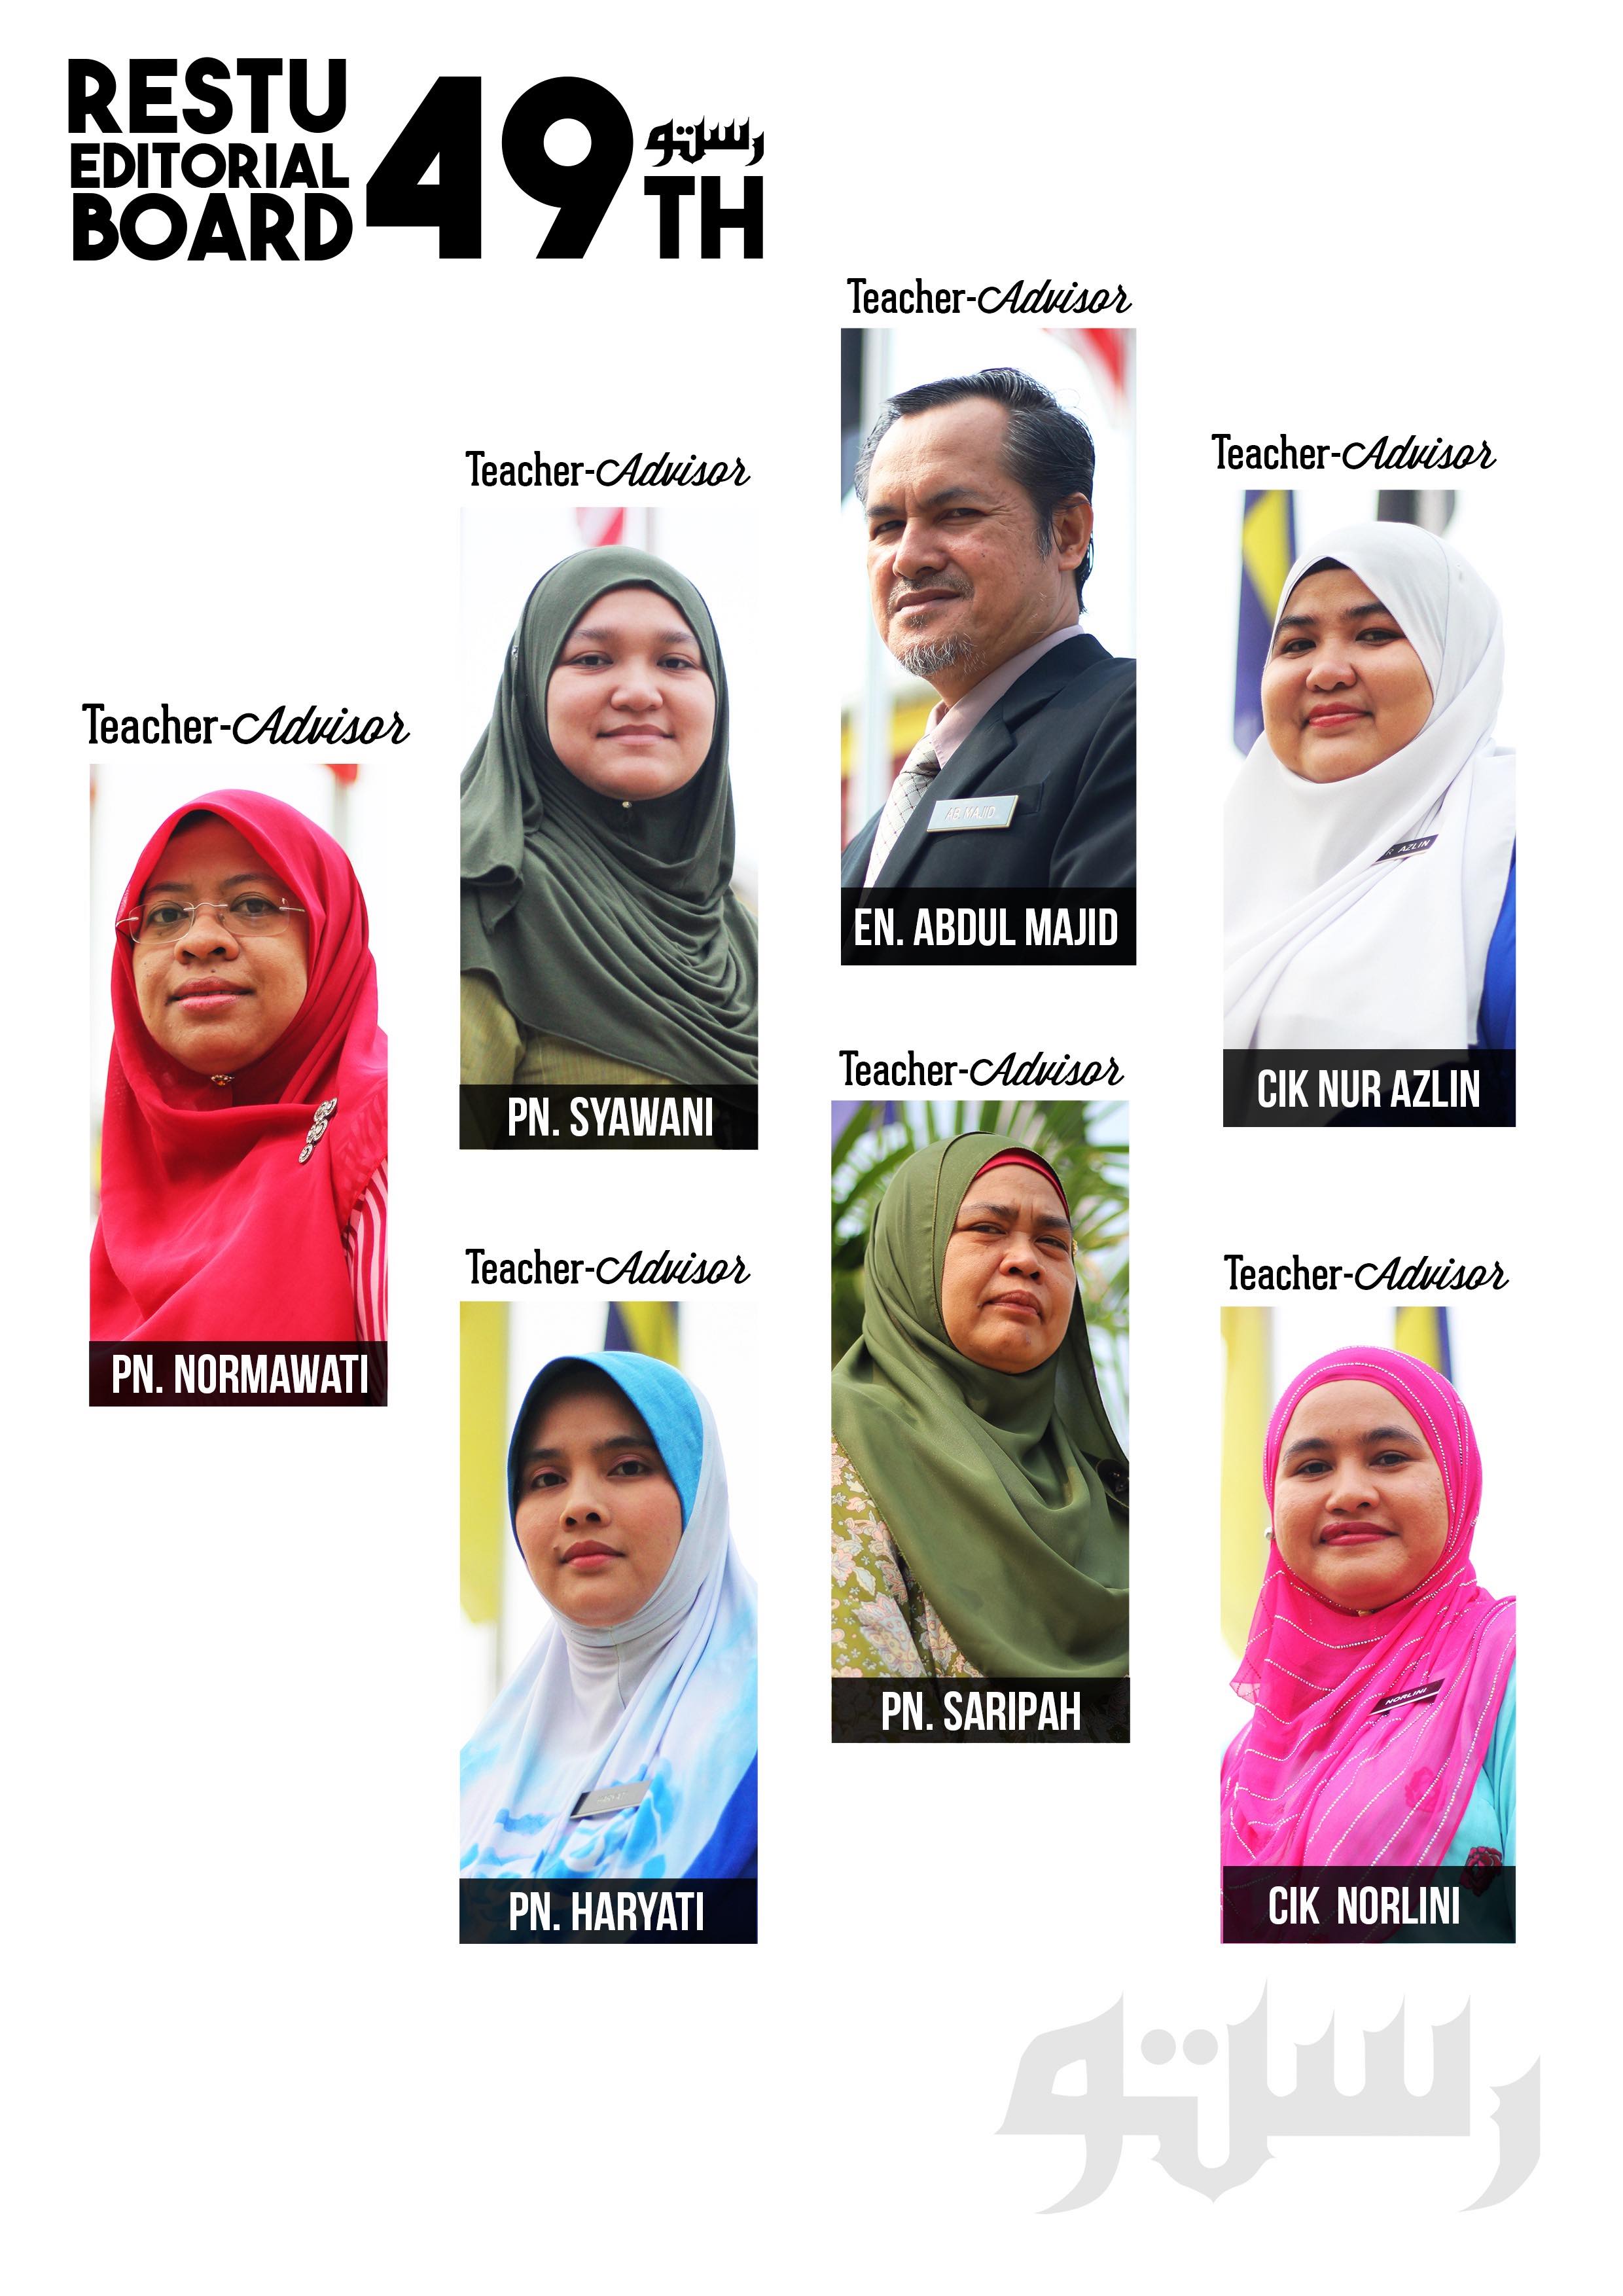 RESTU
EDITORIAL
BOARD
49
رستو
TH
Teacher-Advisor
EN. ABDUL MAJID
AB. MAJID
Teacher-Advisor
PN. SYAWANI
Teacher-Advisor
AZLIN
CIK NUR AZLIN
Teacher-Advisor
PN. NORMAWATI
Teacher-Advisor
PN. SARIPAH
Teacher-Advisor
PN. HARYATI
Teacher-Advisor
NORLINI
CIK NORLINI
رستو